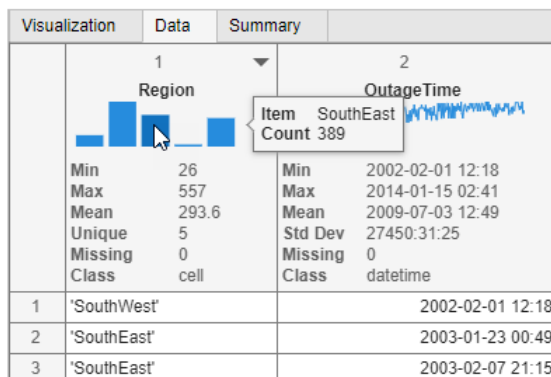 Visualization Data Summary
1 2
Region OutageTime
Item SouthEast
Count 389
Min 26 Min 2002-02-01 12:18
Max 557 Max 2014-01-15 02:41
Mean 293.6 Mean 2009-07-03 12:49
Unique 5 Std Dev 27450:31:25
Missing 0 Missing 0
Class cell Class datetime
1 'SouthWest' 2002-02-01 12:18
2 'SouthEast' 2003-01-23 00:49
3 'SouthEast' 2003-02-07 21:15